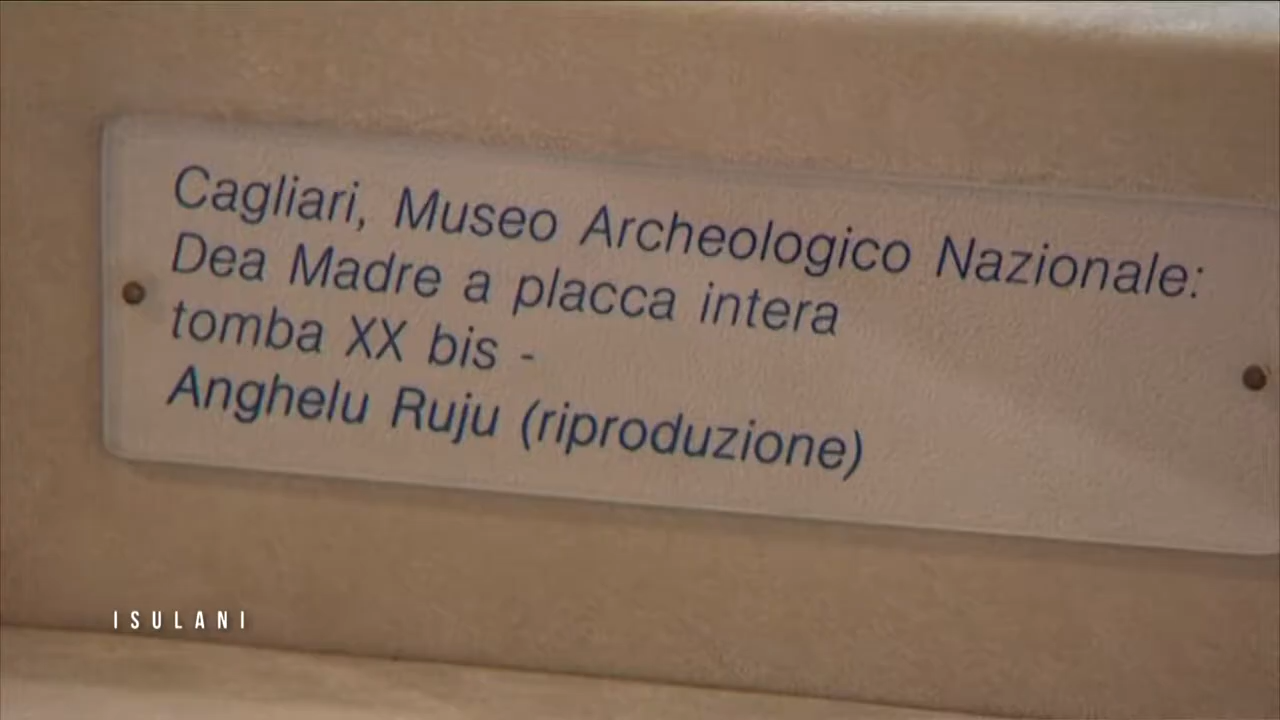 Cagliari, Museo Archeologico Nazionale:
Dea Madre a placca intera
tomba XX bis -
Anghelu Ruju (riproduzione)
ISULANI